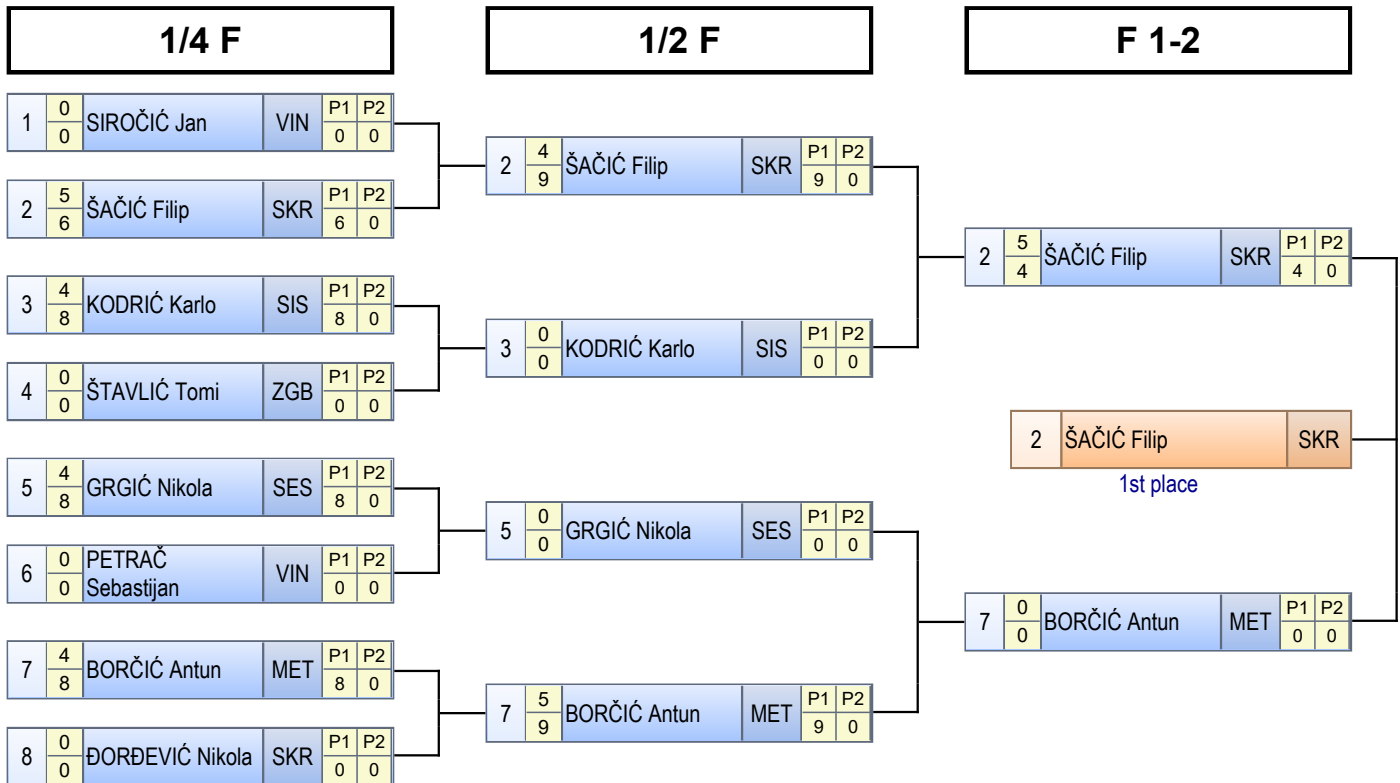 1/4 F
1/2 F
F 1-2
1 0 SIROČIĆ Jan VIN P1 P2
0 0 0
2 5 ŠAČIĆ Filip SKR P1 P2
6 6 0
3 4 KODRIĆ Karlo SIS P1 P2
8 8 0
4 0 ŠTAVLIĆ Tomi ZGB P1 P2
0 0 0
5 4 GRGIĆ Nikola SES P1 P2
8 8 0
6 0 PETRAČ VIN P1 P2
0 Sebastijan 0 0
7 4 BORČIĆ Antun MET P1 P2
8 8 0
8 0 ĐORĐEVIĆ Nikola SKR P1 P2
0 0 0
2 4 ŠAČIĆ Filip SKR P1 P2
9 9 0
3 0 KODRIĆ Karlo SIS P1 P2
0 0 0
5 0 GRGIĆ Nikola SES P1 P2
0 0 0
7 5 BORČIĆ Antun MET P1 P2
9 9 0
2 5 ŠAČIĆ Filip SKR P1 P2
4 4 0
2 ŠAČIĆ Filip SKR
1st place
7 0 BORČIĆ Antun MET P1 P2
0 0 0